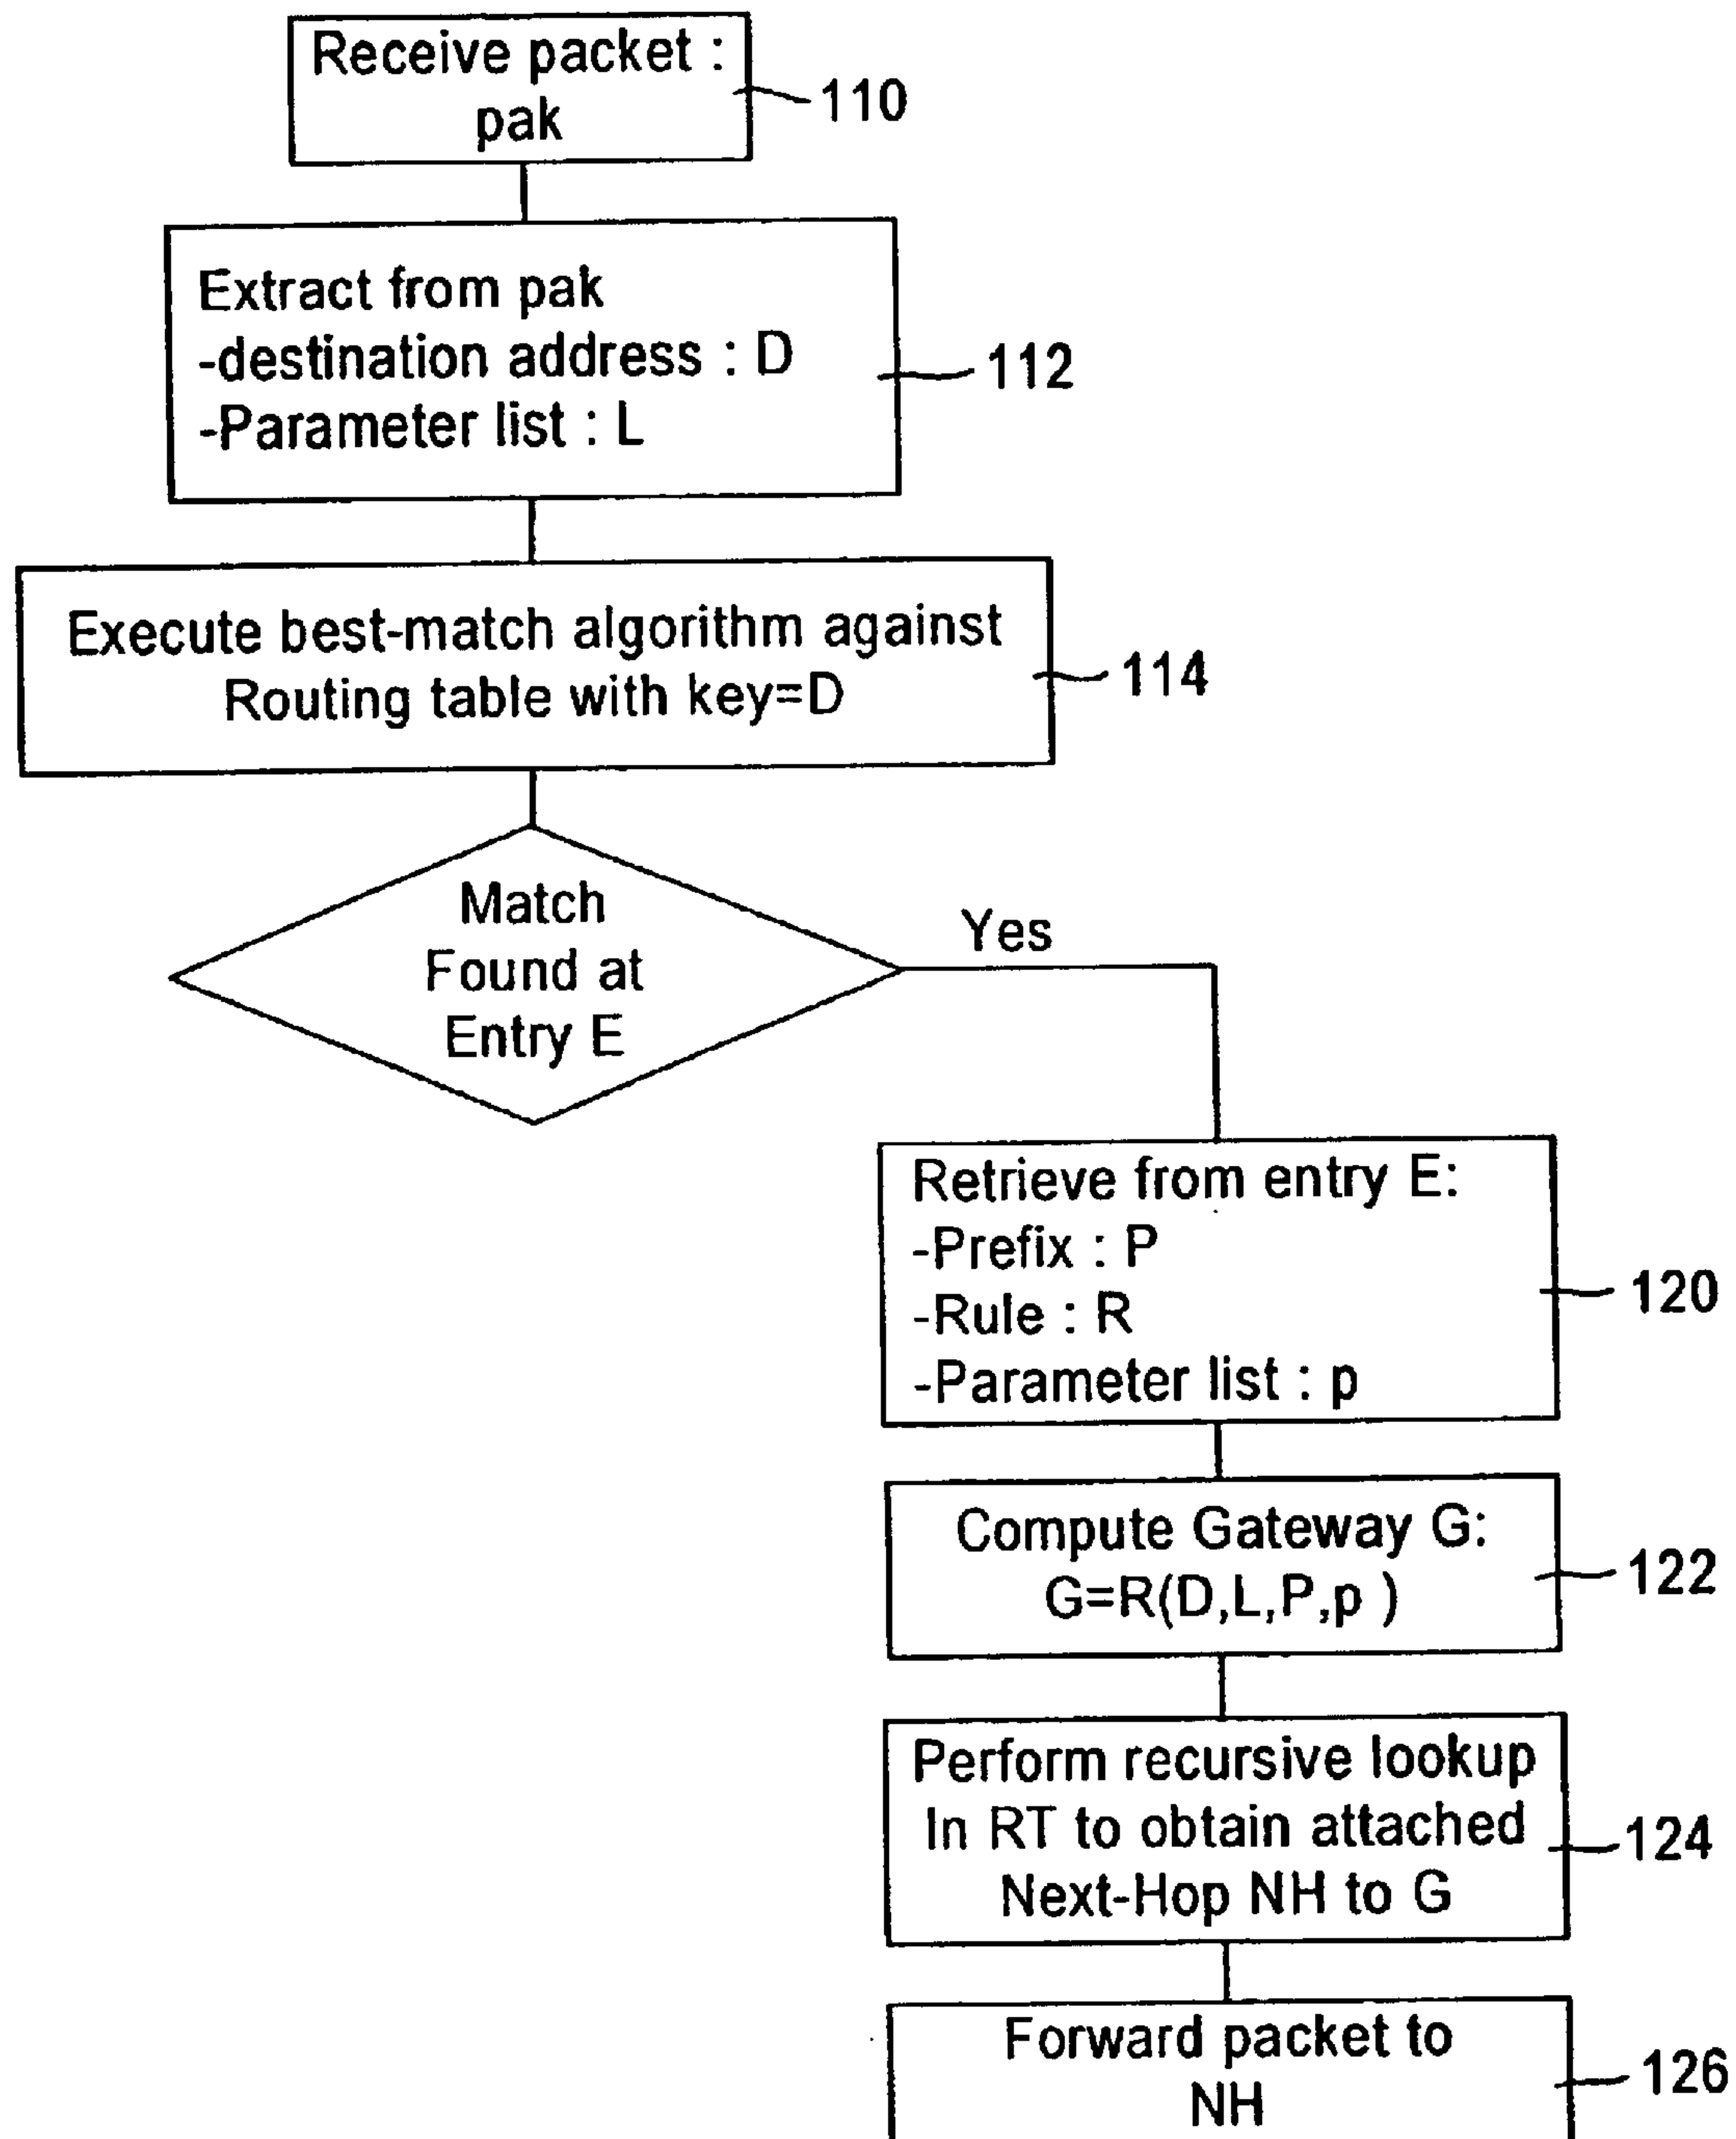 Receive packet :
pak
110
Extract from pak
-destination address : D
-Parameter list : L
112
Execute best-match algorithm against
Routing table with key=D
114
Match
Found at
Entry E
Yes
Retrieve from entry E:
-Prefix : P
-Rule : R
-Parameter list : p
120
Compute Gateway G:
G=R(D,L,P,p )
122
Perform recursive lookup
In RT to obtain attached
Next-Hop NH to G
124
Forward packet to
NH
126